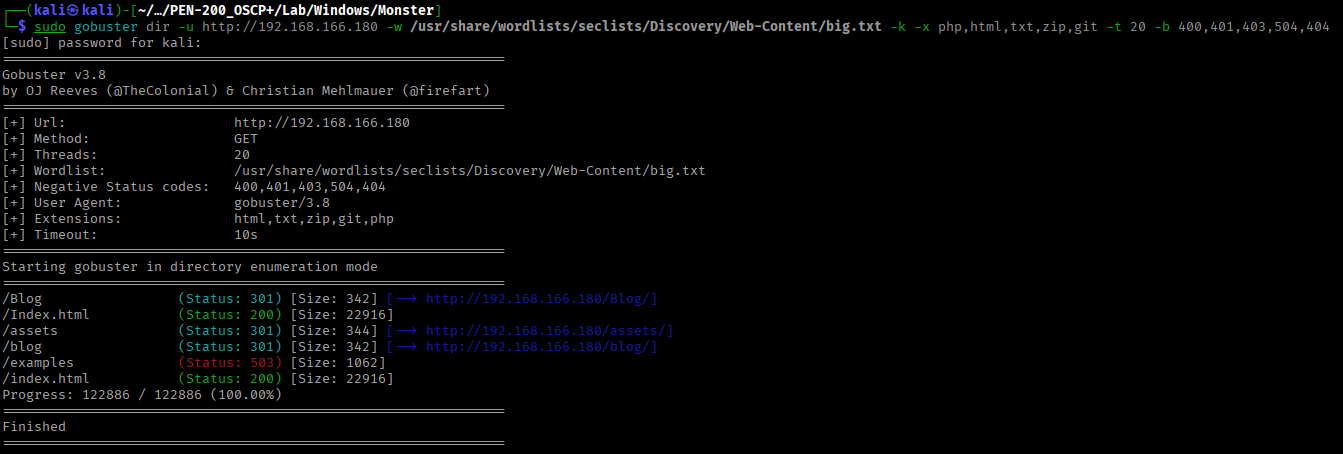 ┌──(kali㉿kali)-[~/…/PEN-200_OSCP+/Lab/Windows/Monster]
└─$ sudo gobuster dir -u http://192.168.166.180 -w /usr/share/wordlists/seclists/Discovery/Web-Content/big.txt -k -x php,html,txt,zip,git -t 20 -b 400,401,403,504,404
[sudo] password for kali:
===============================================================
Gobuster v3.8
by OJ Reeves (@TheColonial) & Christian Mehlmauer (@firefart)
===============================================================
[+] Url:                     http://192.168.166.180
[+] Method:                  GET
[+] Threads:                 20
[+] Wordlist:                /usr/share/wordlists/seclists/Discovery/Web-Content/big.txt
[+] Negative Status codes:   400,401,403,504,404
[+] User Agent:              gobuster/3.8
[+] Extensions:              html,txt,zip,git,php
[+] Timeout:                 10s
===============================================================
Starting gobuster in directory enumeration mode
===============================================================
/Blog                 (Status: 301) [Size: 342] [--> http://192.168.166.180/Blog/]
/Index.html           (Status: 200) [Size: 22916]
/assets               (Status: 301) [Size: 344] [--> http://192.168.166.180/assets/]
/blog                 (Status: 301) [Size: 342] [--> http://192.168.166.180/blog/]
/examples             (Status: 503) [Size: 1062]
/index.html           (Status: 200) [Size: 22916]
Progress: 122886 / 122886 (100.00%)
===============================================================
Finished
===============================================================